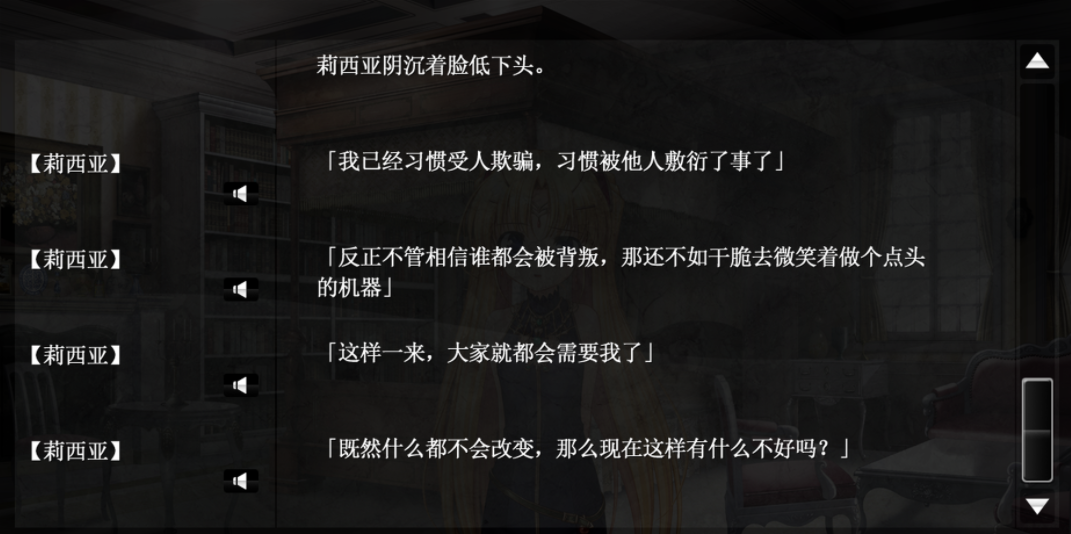 莉西亚阴沉着脸低下头。
【莉西亚】
「我已经习惯受人欺骗，习惯被他人敷衍了事了」
【莉西亚】
「反正不管相信谁都会被背叛，那还不如干脆去微笑着做个点头
的机器」
【莉西亚】
「这样一来，大家就都会需要我了」
【莉西亚】
「既然什么都不会改变，那么现在这样有什么不好吗？」